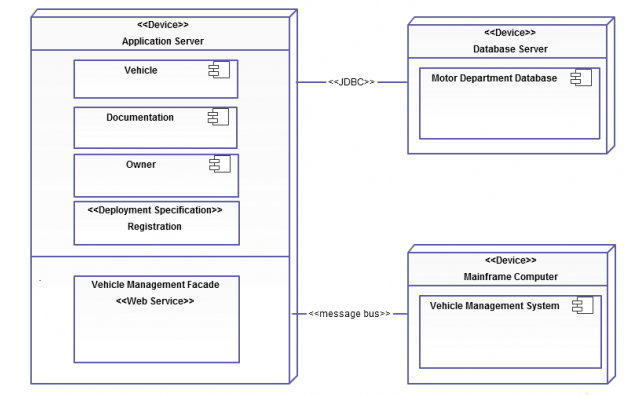 <<Device>>
Application Server
Vehicle
Documentation
Owner
<<Deployment Specification>>
Registration
Vehicle Management Facade
<<Web Service>>
<<JDBC>>
<<message bus>>
<<Device>>
Database Server
Motor Department Database
<<Device>>
Mainframe Computer
Vehicle Management System